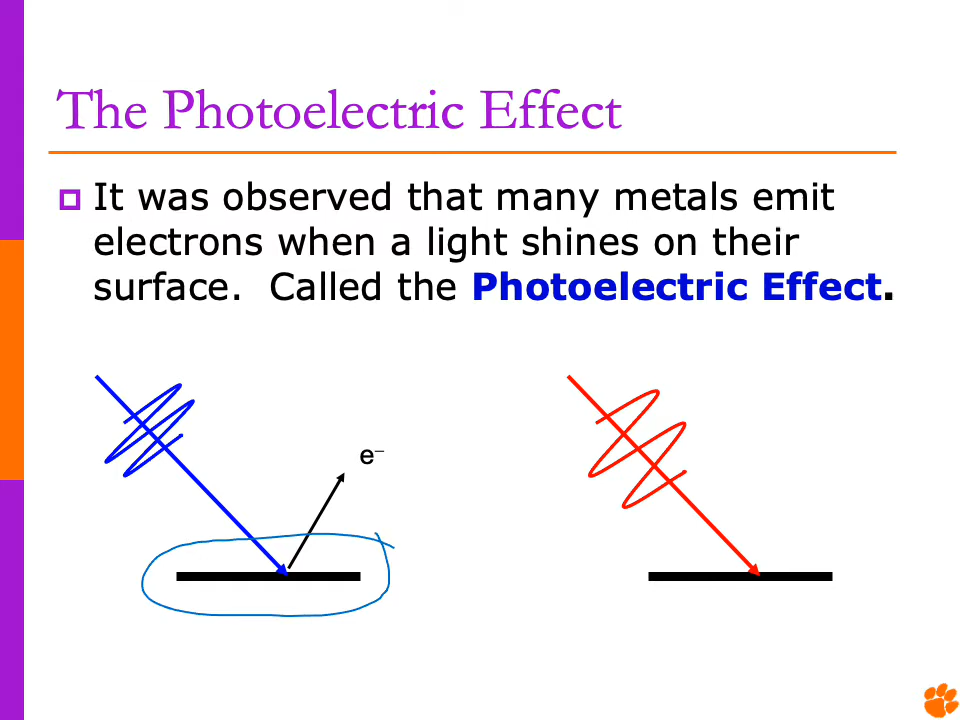 The Photoelectric Effect
It was observed that many metals emit
electrons when a light shines on their
surface.  Called the Photoelectric Effect.
e–